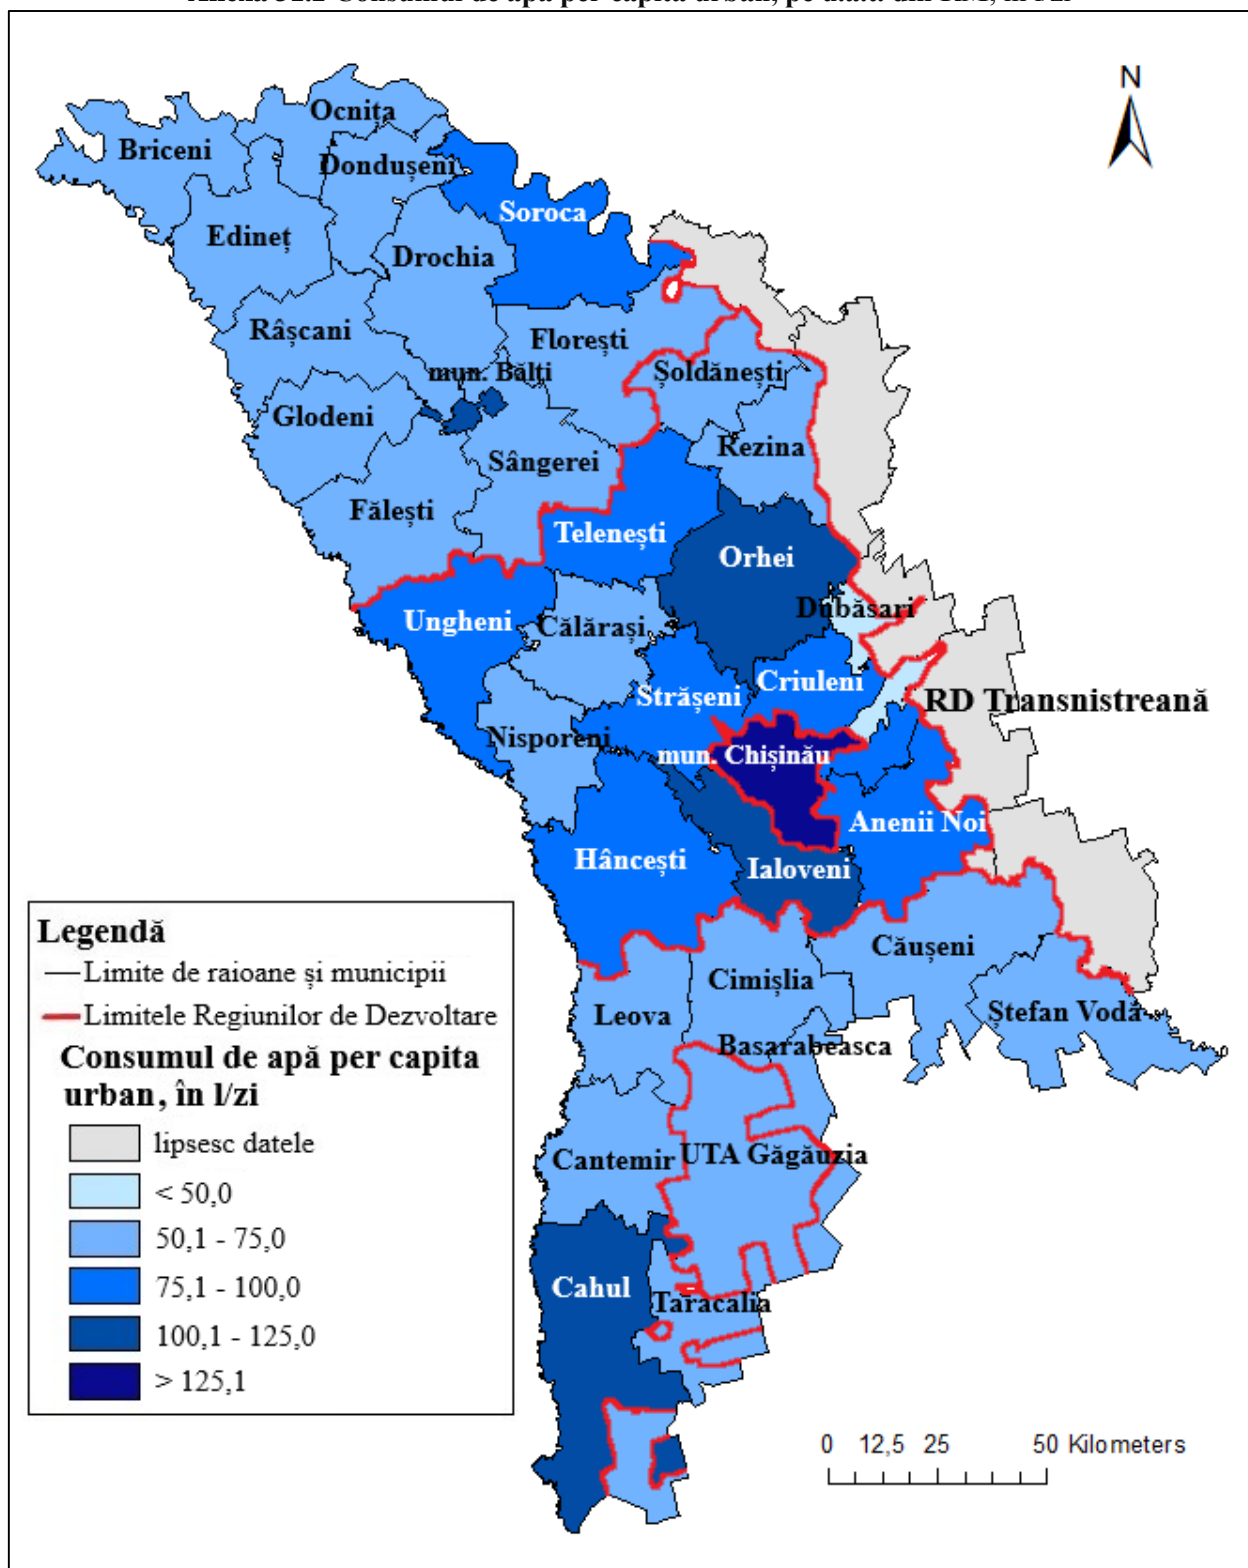 N
Ocnița
Briceni
Dondușeni
Soroca
Edineț
Drochia
Râșcani
Florești
mun. Bălți
Șoldănești
Glodeni
Rezina
Sângerei
Fălești
Telenești
Orhei
Dubăsari
Ungheni
Călărași
Criuleni
Strășeni
RD Transnistreană
Nisporeni
mun. Chișinău
Anenii Noi
Hâncești
Ialoveni
Căușeni
Cimișlia
Leova
Ștefan Vodă
Basarabeasca
Cantemir
UTA Găgăuzia
Cahul
Taracalia
Legendă
Limite de raioane și municipii
Limitele Regiunilor de Dezvoltare
Consumul de apă per capita
urban, în l/zi
lipsesc datele
< 50,0
50,1 - 75,0
75,1 - 100,0
100,1 - 125,0
> 125,1
0 12,5 25 50 Kilometers